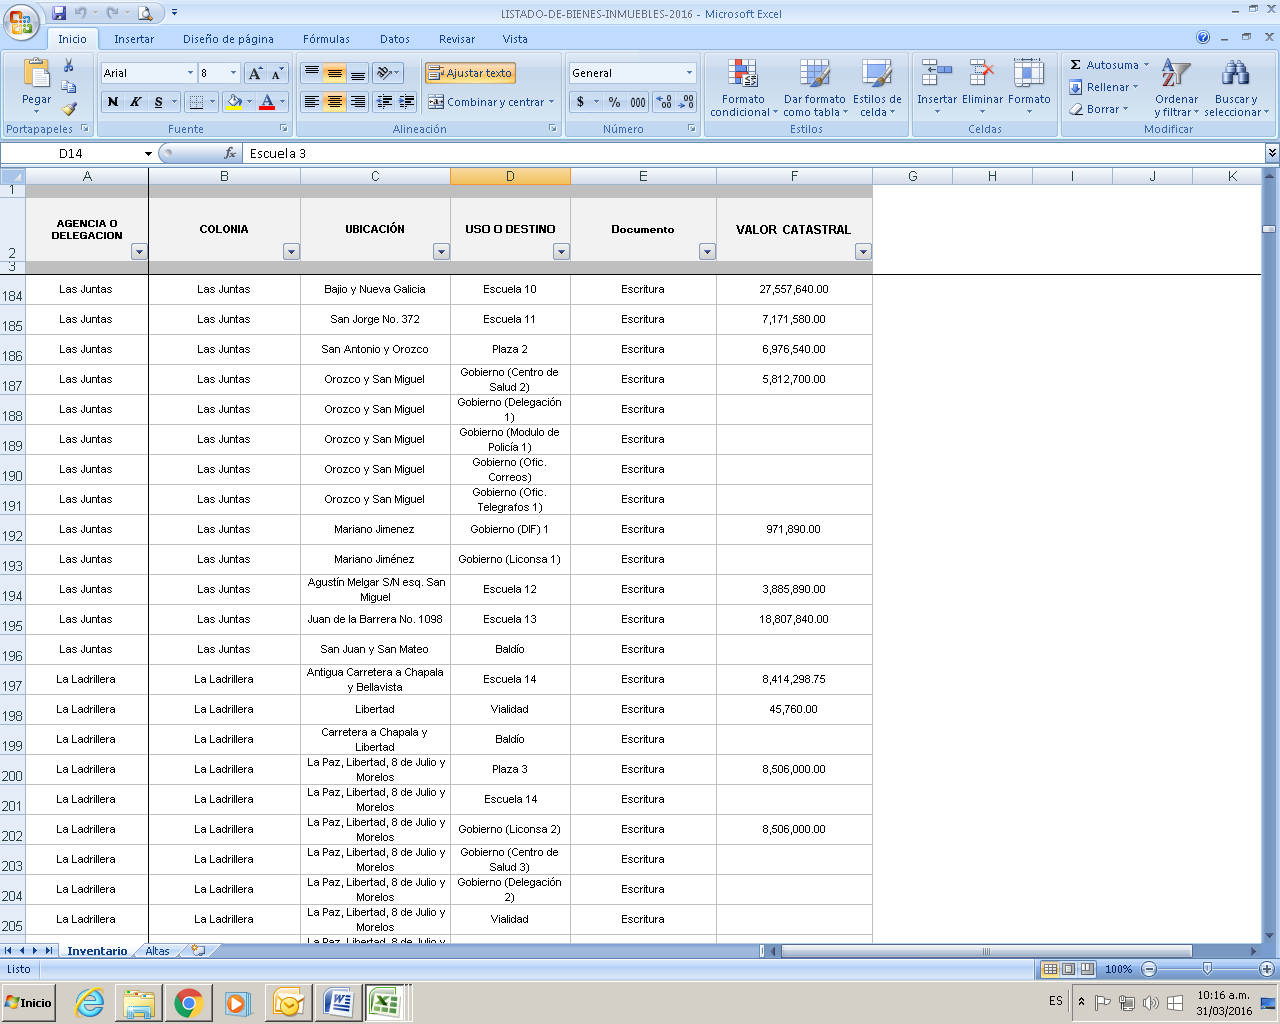 LISTADO-DE-BIENES-INMUEBLES-2016 - Microsoft Excel
Inicio Insertar Diseño de página Fórmulas Datos Revisar Vista
Pegar
Portapapeles
Arial 8
N K S
Fuente
Ajustar texto
Combinar y centrar
Alineación
General
$ % 000
Número
Formato condicional Dar formato como tabla Estilos de celda
Estilos
Insertar Eliminar Formato
Celdas
Σ Autosuma
Rellenar
Borrar
Ordenar y filtrar Buscar y seleccionar
Modificar
D14 fx Escuela 3
A B C D E F G H I J K
1
2 AGENCIA O DELEGACION COLONIA UBICACIÓN USO O DESTINO Documento VALOR CATASTRAL
3
184 Las Juntas Las Juntas Bajio y Nueva Galicia Escuela 10 Escritura 27,557,640.00
185 Las Juntas Las Juntas San Jorge No. 372 Escuela 11 Escritura 7,171,580.00
186 Las Juntas Las Juntas San Antonio y Orozco Plaza 2 Escritura 6,976,540.00
187 Las Juntas Las Juntas Orozco y San Miguel Gobierno (Centro de Salud 2) Escritura 5,812,700.00
188 Las Juntas Las Juntas Orozco y San Miguel Gobierno (Delegación 1) Escritura
189 Las Juntas Las Juntas Orozco y San Miguel Gobierno (Modulo de Policía 1) Escritura
190 Las Juntas Las Juntas Orozco y San Miguel Gobierno (Ofic. Correos) Escritura
191 Las Juntas Las Juntas Orozco y San Miguel Gobierno (Ofic. Telegrafos 1) Escritura
192 Las Juntas Las Juntas Mariano Jimenez Gobierno (DIF) 1 Escritura 971,890.00
193 Las Juntas Las Juntas Mariano Jiménez Gobierno (Liconsa 1) Escritura
194 Las Juntas Las Juntas Agustín Melgar S/N esq. San Miguel Escuela 12 Escritura 3,885,890.00
195 Las Juntas Las Juntas Juan de la Barrera No. 1098 Escuela 13 Escritura 18,807,840.00
196 Las Juntas Las Juntas San Juan y San Mateo Baldío Escritura
197 La Ladrillera La Ladrillera Antigua Carretera a Chapala y Bellavista Escuela 14 Escritura 8,414,298.75
198 La Ladrillera La Ladrillera Libertad Vialidad Escritura 45,760.00
199 La Ladrillera La Ladrillera Carretera a Chapala y Libertad Baldío Escritura
200 La Ladrillera La Ladrillera La Paz, Libertad, 8 de Julio y Morelos Plaza 3 Escritura 8,506,000.00
201 La Ladrillera La Ladrillera La Paz, Libertad, 8 de Julio y Morelos Escuela 14 Escritura
202 La Ladrillera La Ladrillera La Paz, Libertad, 8 de Julio y Morelos Gobierno (Liconsa 2) Escritura 8,506,000.00
203 La Ladrillera La Ladrillera La Paz, Libertad, 8 de Julio y Morelos Gobierno (Centro de Salud 3) Escritura
204 La Ladrillera La Ladrillera La Paz, Libertad, 8 de Julio y Morelos Gobierno (Delegación 2) Escritura
205 La Ladrillera La Ladrillera La Paz, Libertad, 8 de Julio y Morelos Vialidad Escritura
La Paz, Libertad, 8 de Julio y
Inventario Altas
Listo 100%
Inicio ES 10:16 a.m.
31/03/2016